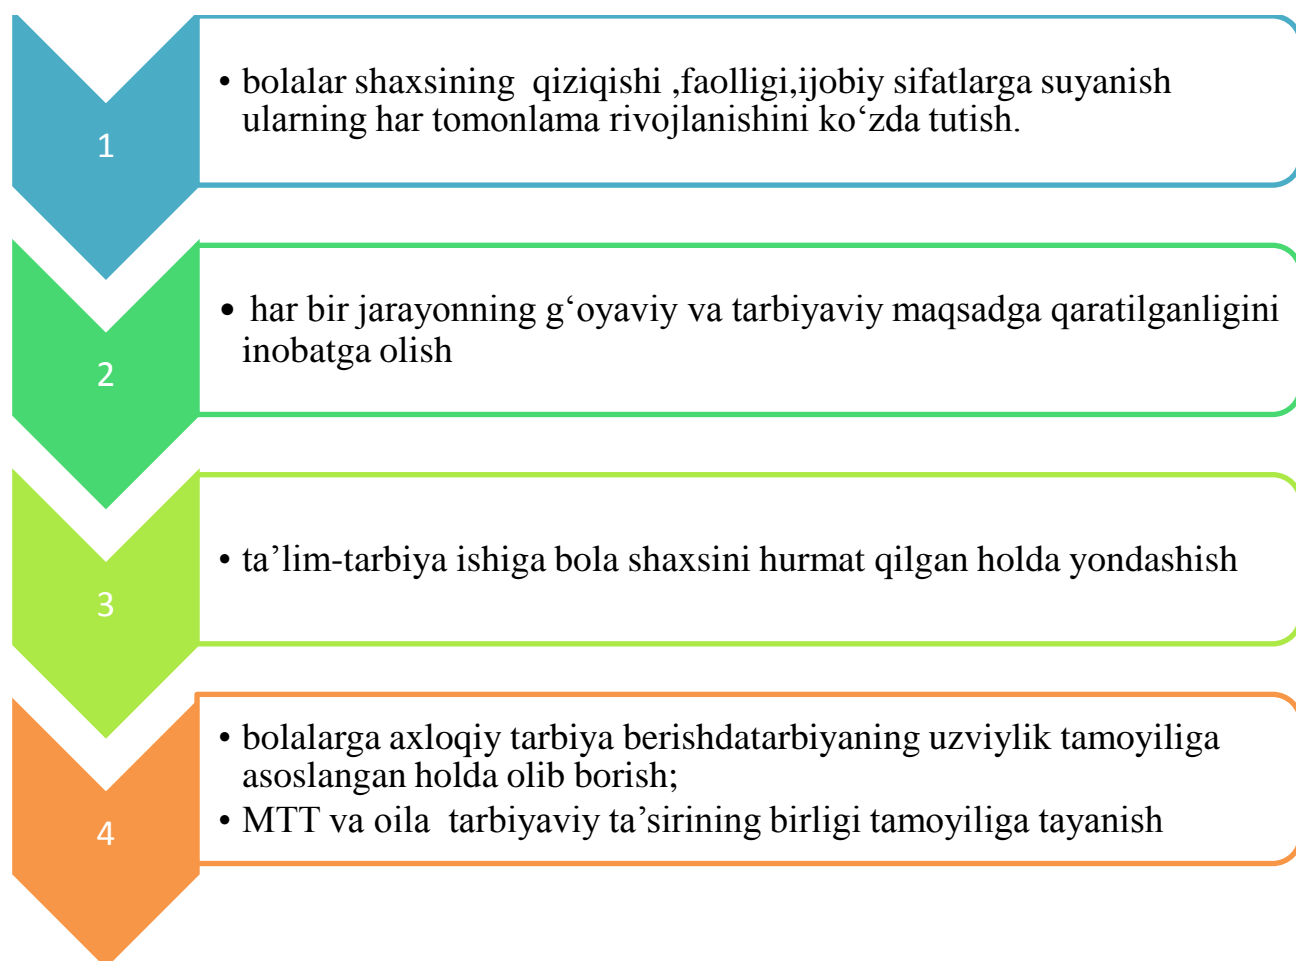 1
• bolalar shaxsining  qiziqishi ,faolligi,ijobiy sifatlarga suyanish
ularning har tomonlama rivojlanishini ko‘zda tutish.
2
• har bir jarayonning g‘oyaviy va tarbiyaviy maqsadga qaratilganligini
inobatga olish
3
• ta’lim-tarbiya ishiga bola shaxsini hurmat qilgan holda yondashish
4
• bolalarga axloqiy tarbiya berishdatarbiyaning uzviylik tamoyiliga
asoslangan holda olib borish;
• MTT va oila  tarbiyaviy ta’sirining birligi tamoyiliga tayanish